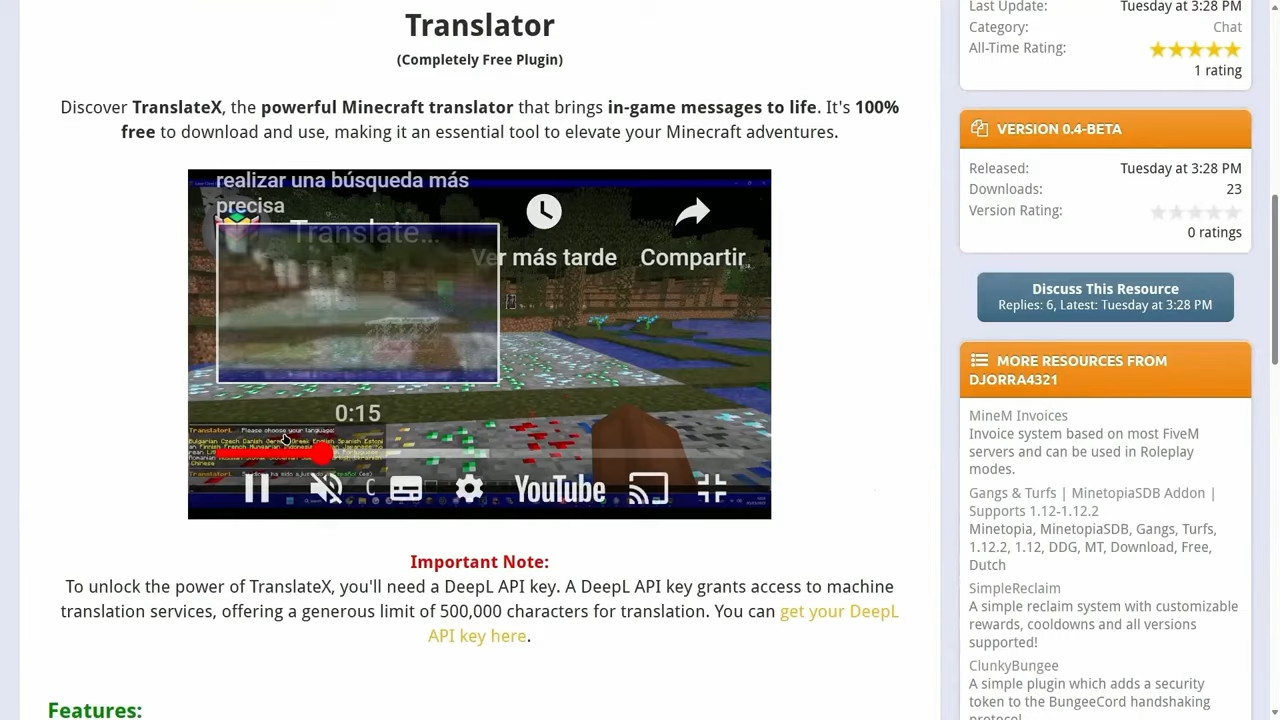 Translator
(Completely Free Plugin)
Discover TranslateX, the powerful Minecraft translator that brings in-game messages to life. It's 100%
free to download and use, making it an essential tool to elevate your Minecraft adventures.
realizar una búsqueda más
precisa
Translate...
Ver más tarde
Compartir
0:15
Translator
Please choose your language:
YouTube
Important Note:
To unlock the power of TranslateX, you'll need a DeepL API key. A DeepL API key grants access to machine
translation services, offering a generous limit of 500,000 characters for translation. You can get your DeepL
API key here.
Features:
Last Update: Tuesday at 3:28 PM
Category: Chat
All-Time Rating:
1 rating
VERSION 0.4-BETA
Released: Tuesday at 3:28 PM
Downloads: 23
Version Rating:
0 ratings
Discuss This Resource
Replies: 6, Latest: Tuesday at 3:28 PM
MORE RESOURCES FROM
DJORRA4321
MineM Invoices
Invoice system based on most FiveM
servers and can be used in Roleplay
modes.
Gangs & Turfs | MinetopiaSDB Addon |
Supports 1.12-1.12.2
Minetopia, MinetopiaSDB, Gangs, Turfs,
1.12.2, 1.12, DDG, MT, Download, Free,
Dutch
SimpleReclaim
A simple reclaim system with customizable
rewards, cooldowns and all versions
supported!
ClunkyBungee
A simple plugin which adds a security
token to the BungeeCord handshaking
protocol